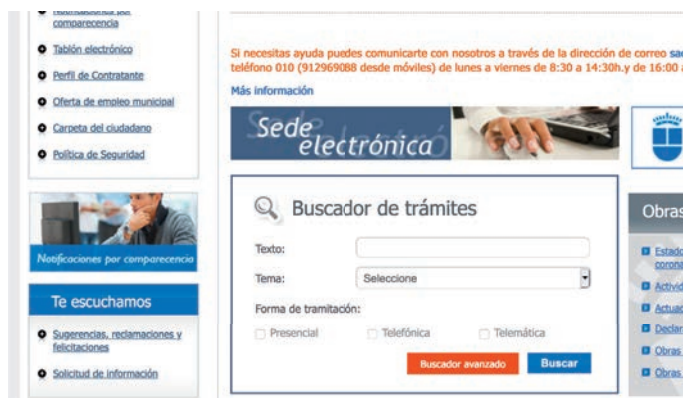 comparecencia
Tablón electrónico
Perfil de Contratante
Oferta de empleo municipal
Carpeta del ciudadano
Política de Seguridad
Notificaciones por comparecencia
Te escuchamos
Sugerencias, reclamaciones y
felicitaciones
Solicitud de información
Si necesitas ayuda puedes comunicarte con nosotros a través de la dirección de correo
teléfono 010 (912969088 desde móviles) de lunes a viernes de 8:30 a 14:30h.y de 16:00
Más información
Sede
electrónica
Buscador de trámites
Texto:
Tema:
Seleccione
Forma de tramitación:
Presencial
Telefónica
Telemática
Buscador avanzado
Buscar
Obras
Obras
Obras